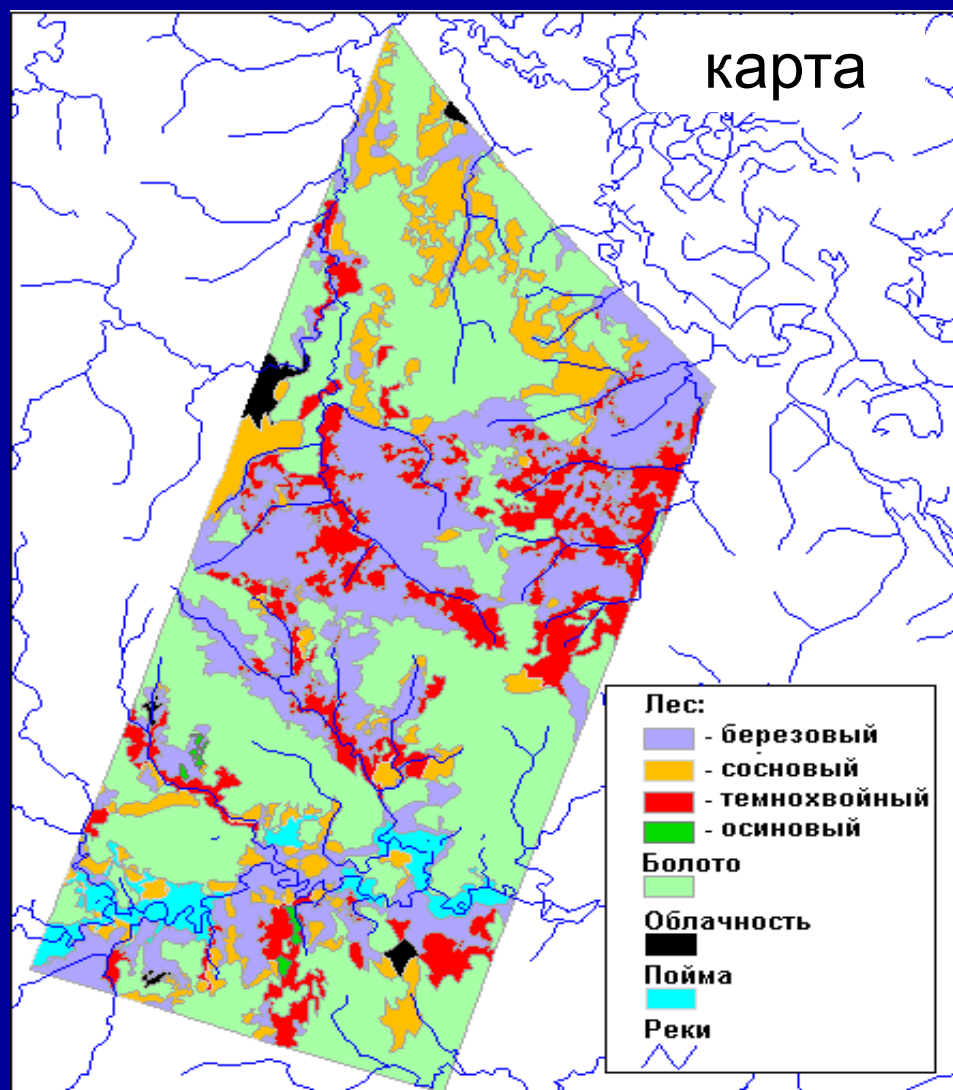 карта
Лес:
- березовый
- сосновый
- темнохвойный
- осиновый
Болото
Облачность
Пойма
Реки